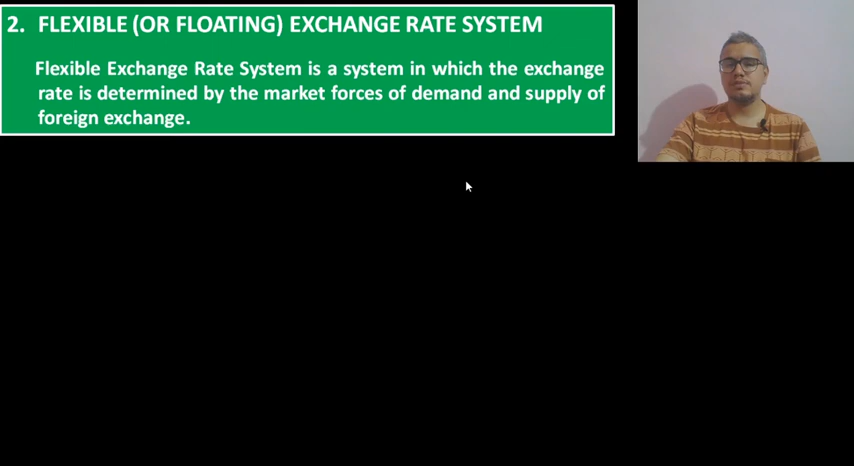 2. FLEXIBLE (OR FLOATING) EXCHANGE RATE SYSTEM
Flexible Exchange Rate System is a system in which the exchange
rate is determined by the market forces of demand and supply of
foreign exchange.